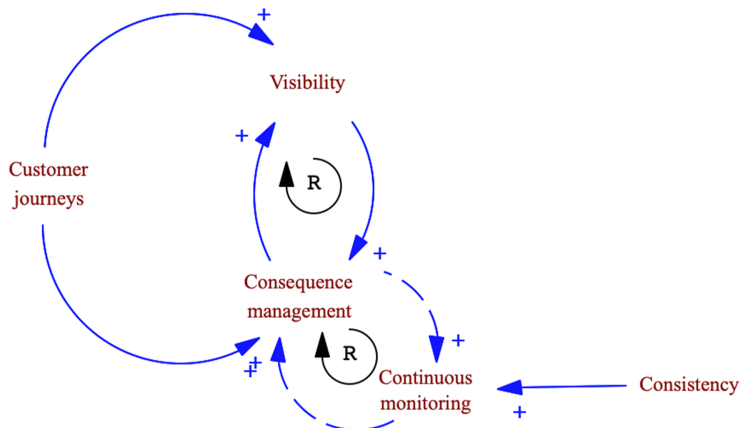 +
Visibility
+
Customer
journeys
R
+
Consequence
management
+
R
+
+
Continuous
monitoring
Consistency
+